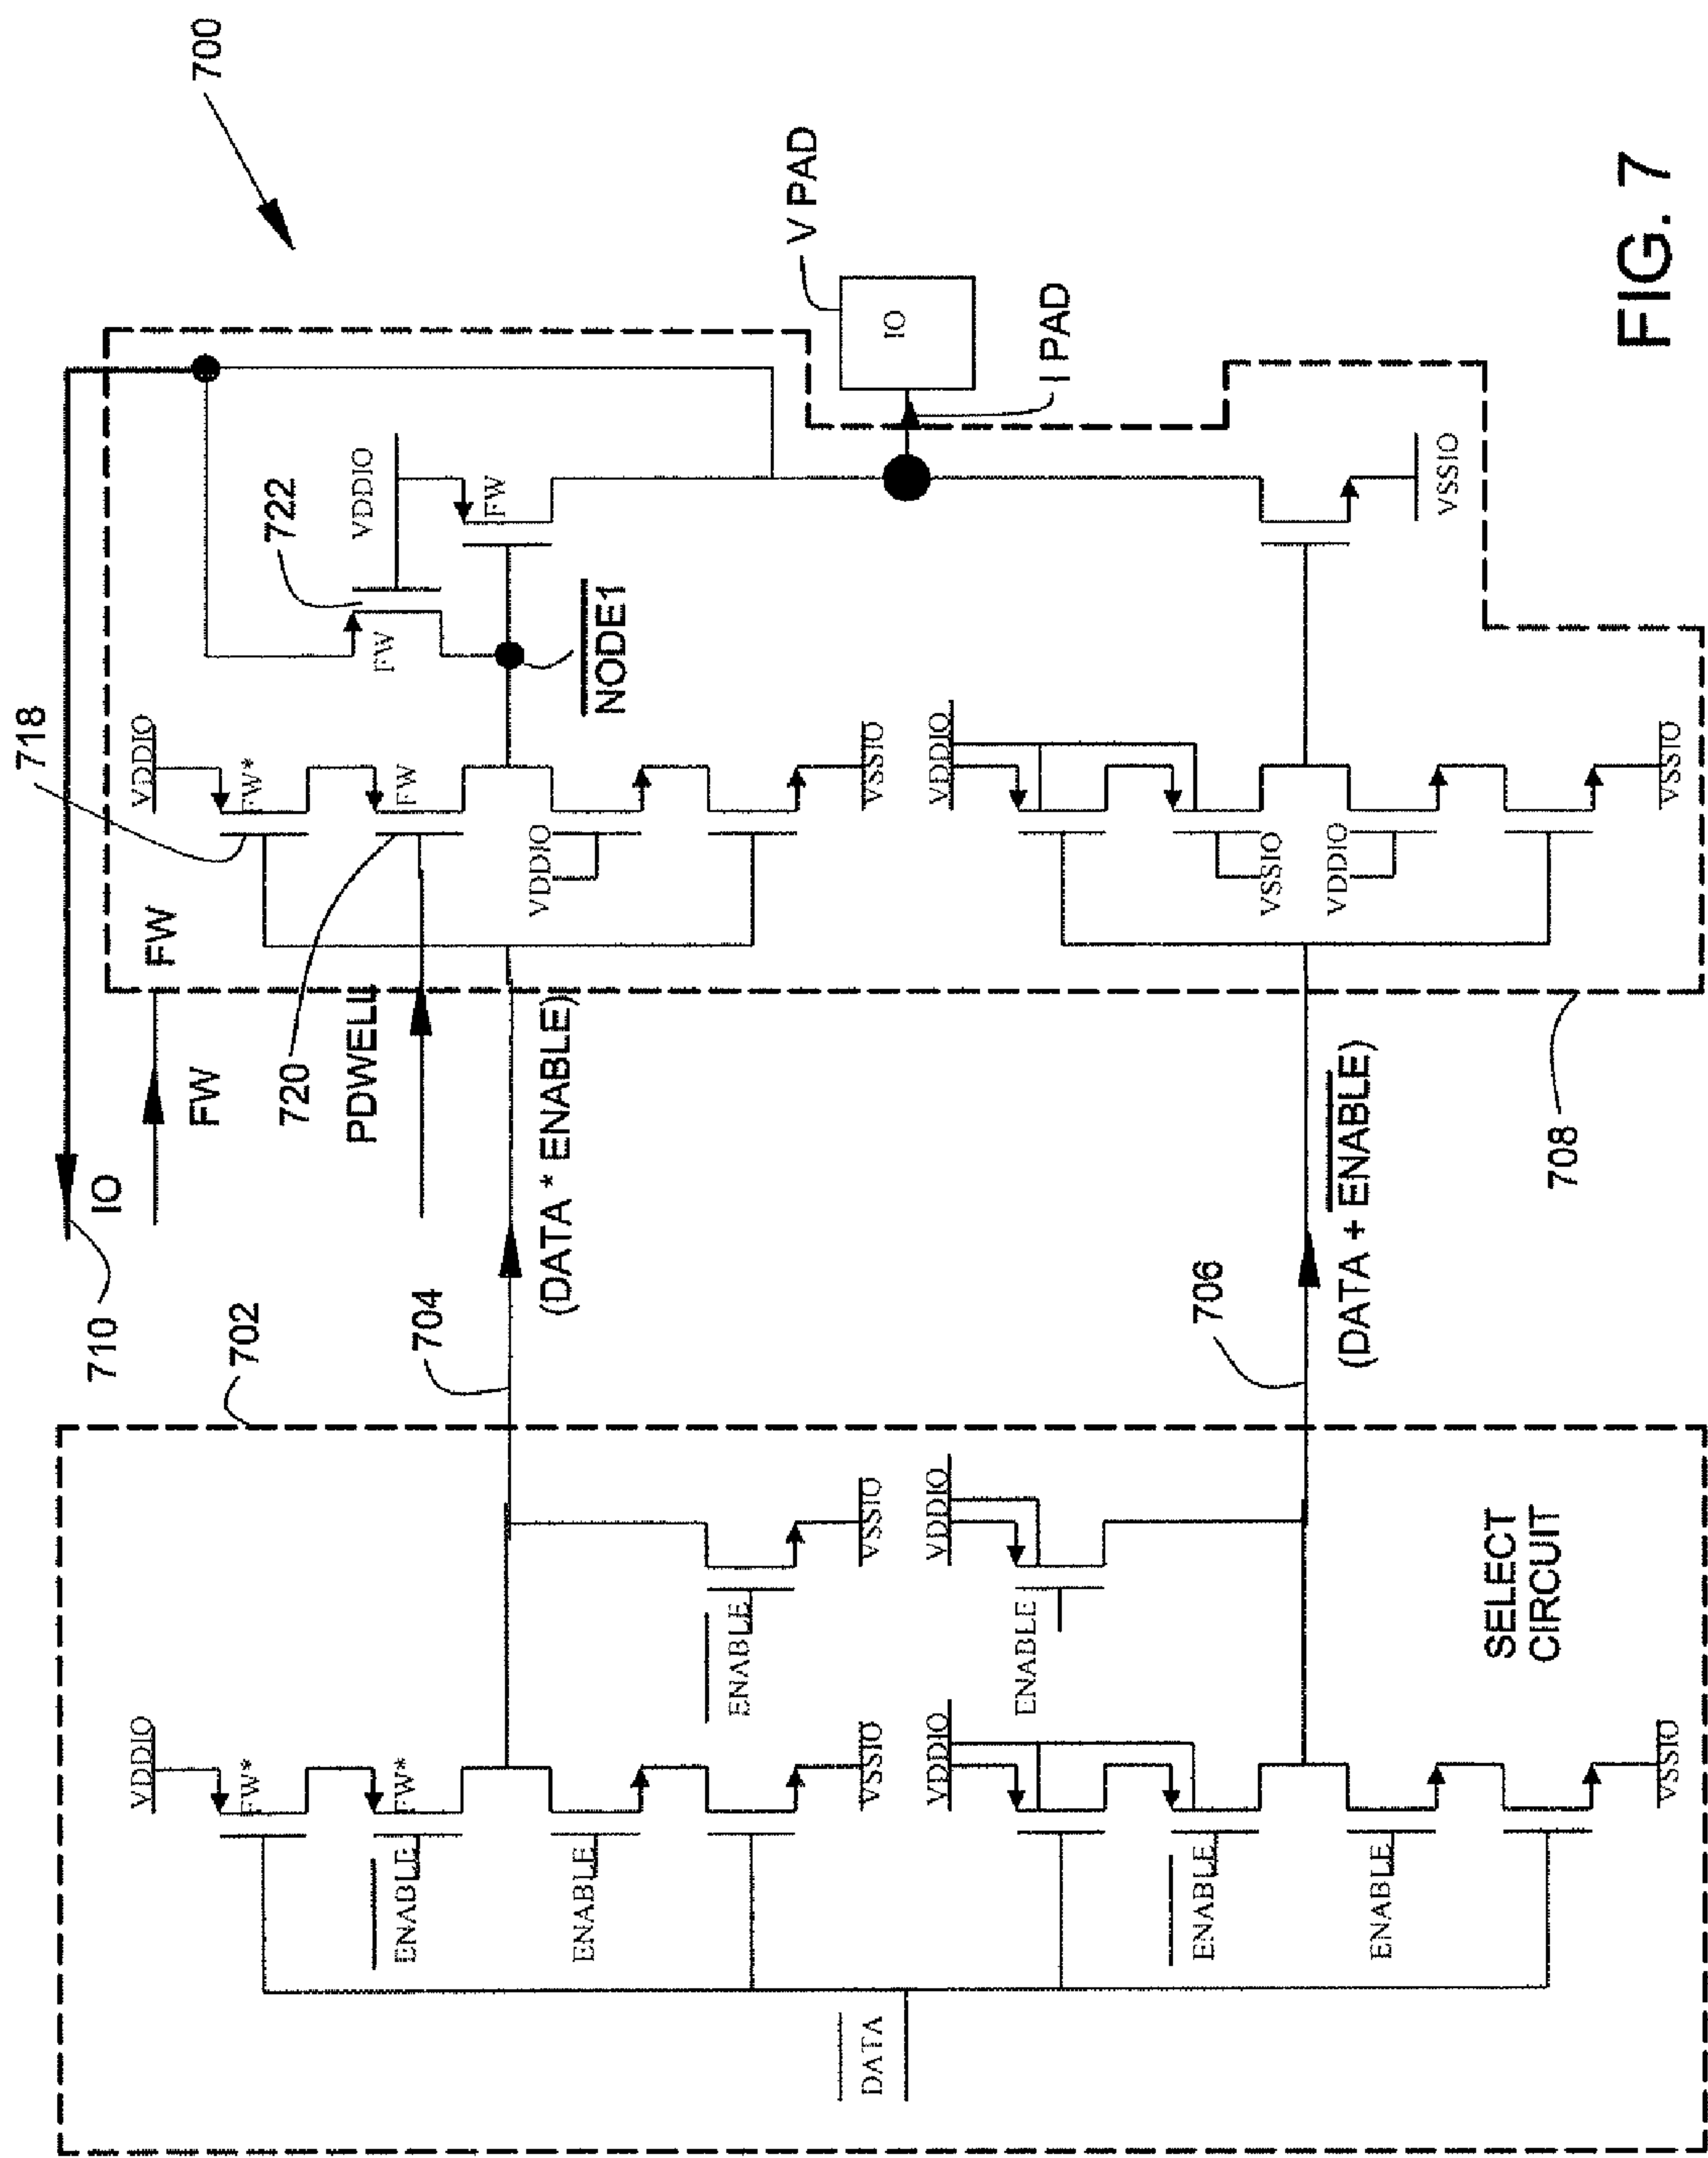 700
710
IO
718
FW
FW
720
PDWELL
VDDIO
FW*
FW
VDDIO
VSSIO
722
FW
VDDIO
FW
NODE1
V PAD
IO
I PAD
VSSIO
VDDIO
VSSIO
VDDIO
VSSIO
708
702
704
(DATA * ENABLE)
706
(DATA + ENABLE)
VDDIO
FW*
FW*
ENABLE
ENABLE
VSSIO
ENABLE
VSSIO
DATA
VDDIO
ENABLE
ENABLE
VSSIO
VDDIO
ENABLE
SELECT
CIRCUIT
FIG. 7